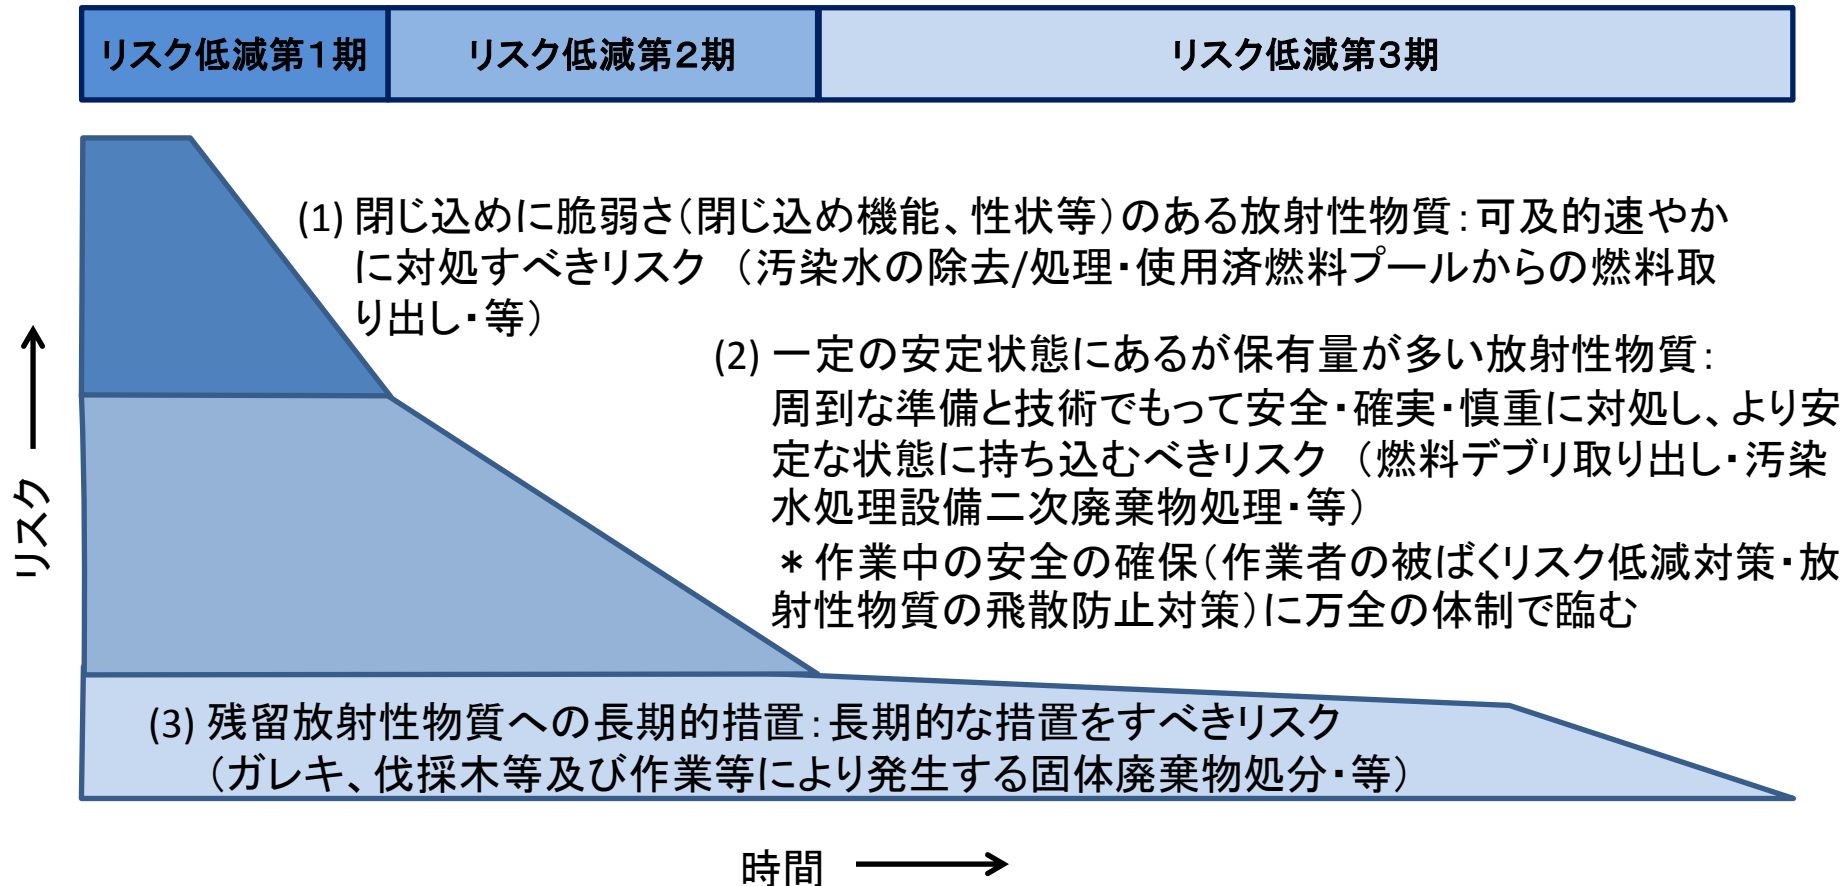 リスク低減第1期
リスク低減第2期
リスク低減第3期
(1) 閉じ込めに脆弱さ（閉じ込め機能、性状等）のある放射性物質：可及的速やか
に対処すべきリスク （汚染水の除去/処理・使用済燃料プールからの燃料取
り出し・等）
(2) 一定の安定状態にあるが保有量が多い放射性物質：
周到な準備と技術でもって安全・確実・慎重に対処し、より安
定な状態に持ち込むべきリスク （燃料デブリ取り出し・汚染
水処理設備二次廃棄物処理・等）
＊作業中の安全の確保（作業者の被ばくリスク低減対策・放
射性物質の飛散防止対策）に万全の体制で臨む
リスク
(3) 残留放射性物質への長期的措置：長期的な措置をすべきリスク
（ガレキ、伐採木等及び作業等により発生する固体廃棄物処分・等）
時間